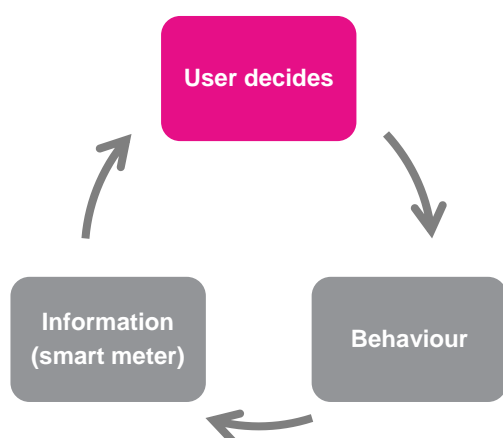 User decides
Information
(smart meter)
Behaviour